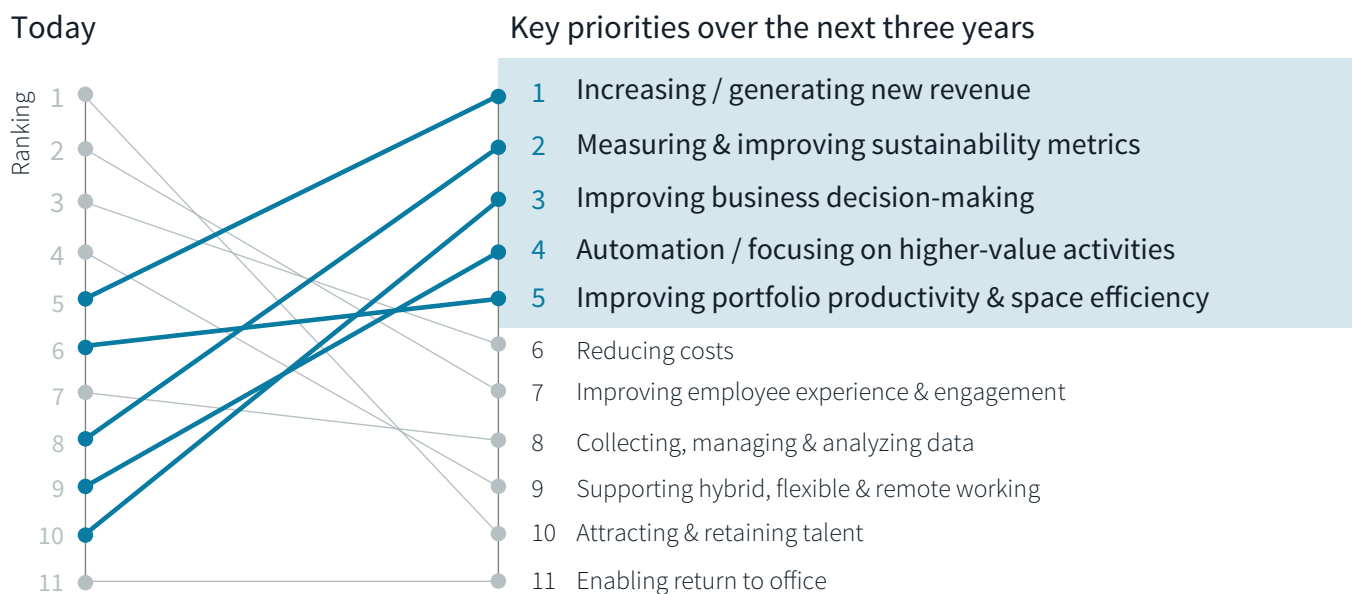 Today
Key priorities over the next three years
Ranking
1
2
3
4
5
6
7
8
9
10
11
1 Increasing / generating new revenue
2 Measuring & improving sustainability metrics
3 Improving business decision-making
4 Automation / focusing on higher-value activities
5 Improving portfolio productivity & space efficiency
6 Reducing costs
7 Improving employee experience & engagement
8 Collecting, managing & analyzing data
9 Supporting hybrid, flexible & remote working
10 Attracting & retaining talent
11 Enabling return to office